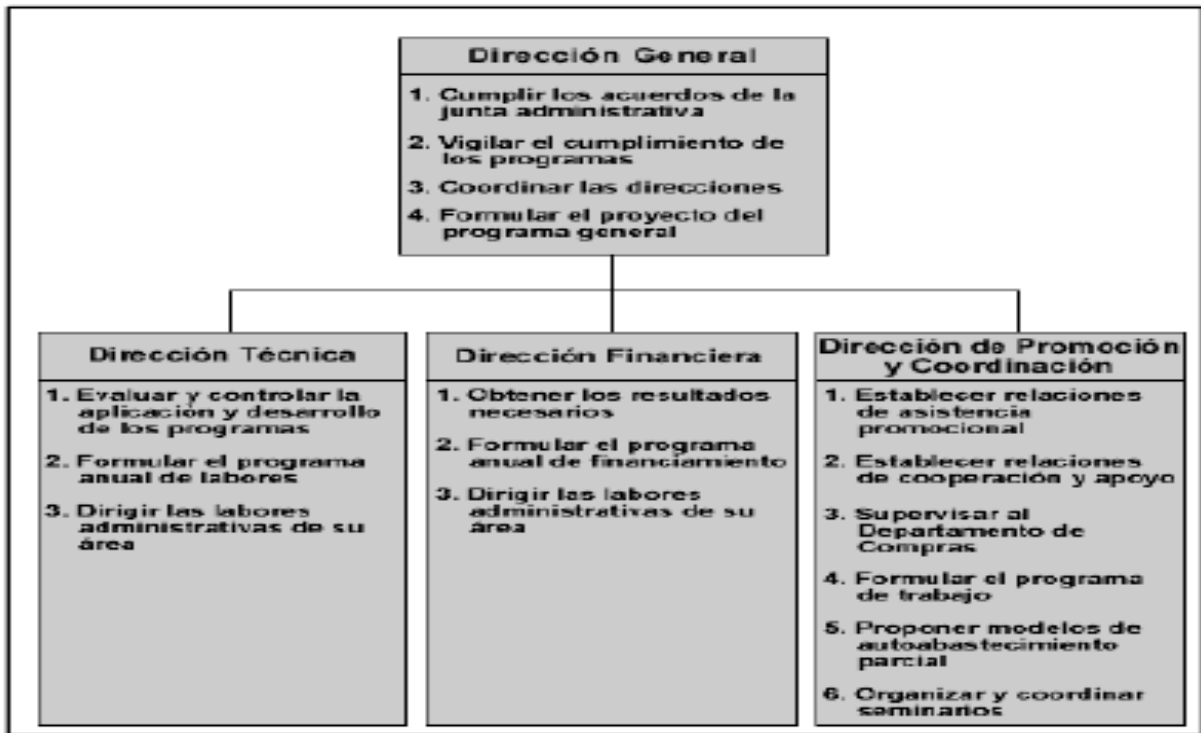 Dirección General
1. Cumplir los acuerdos de la
junta administrativa
2. Vigilar el cumplimiento de
los programas
3. Coordinar las direcciones
4. Formular el proyecto del
programa general
Dirección Técnica
1. Evaluar y controlar la
aplicación y desarrollo
de los programas
2. Formular el programa
anual de labores
3. Dirigir las labores
administrativas de su
área
Dirección Financiera
1. Obtener los resultados
necesarios
2. Formular el programa
anual de financiamiento
3. Dirigir las labores
administrativas de su
área
Dirección de Promoción
y Coordinación
1. Establecer relaciones
de asistencia
promocional
2. Establecer relaciones
de cooperación y apoyo
3. Supervisar al
Departamento de
Compras
4. Formular el programa
de trabajo
5. Proponer modelos de
autoabastecimiento
parcial
6. Organizar y coordinar
seminarios